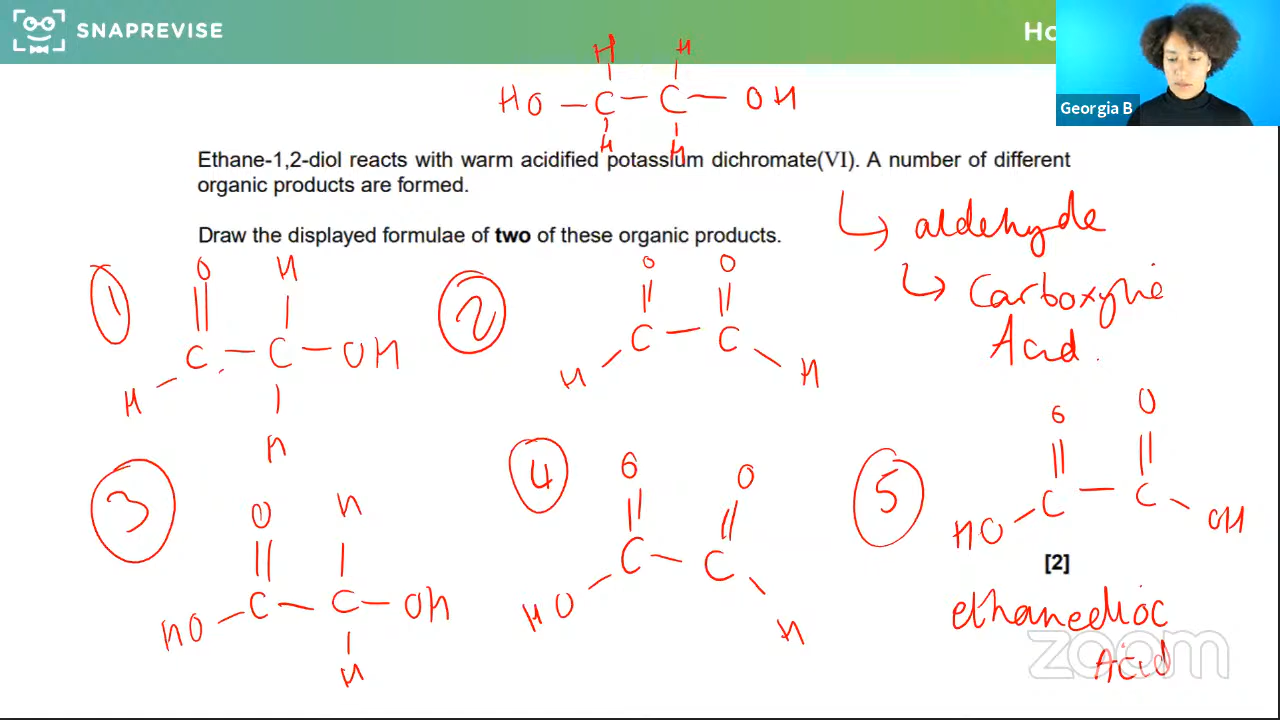 SNAPREVISE
Ho
Georgia B
H H
HO — C — C — OH
H H
Ethane-1,2-diol reacts with warm acidified potassium dichromate(VI). A number of different
organic products are formed.
Draw the displayed formulae of two of these organic products.
aldehyde
Carboxylic
Acid.
1
O H
C — C — OH
H
H
2
O O
C — C
H H
3
O H
HO — C — C — OH
H
4
O O
C — C
HO H
5
O O
C — C
HO OH
[2]
ethanedioc
Acid
zoom